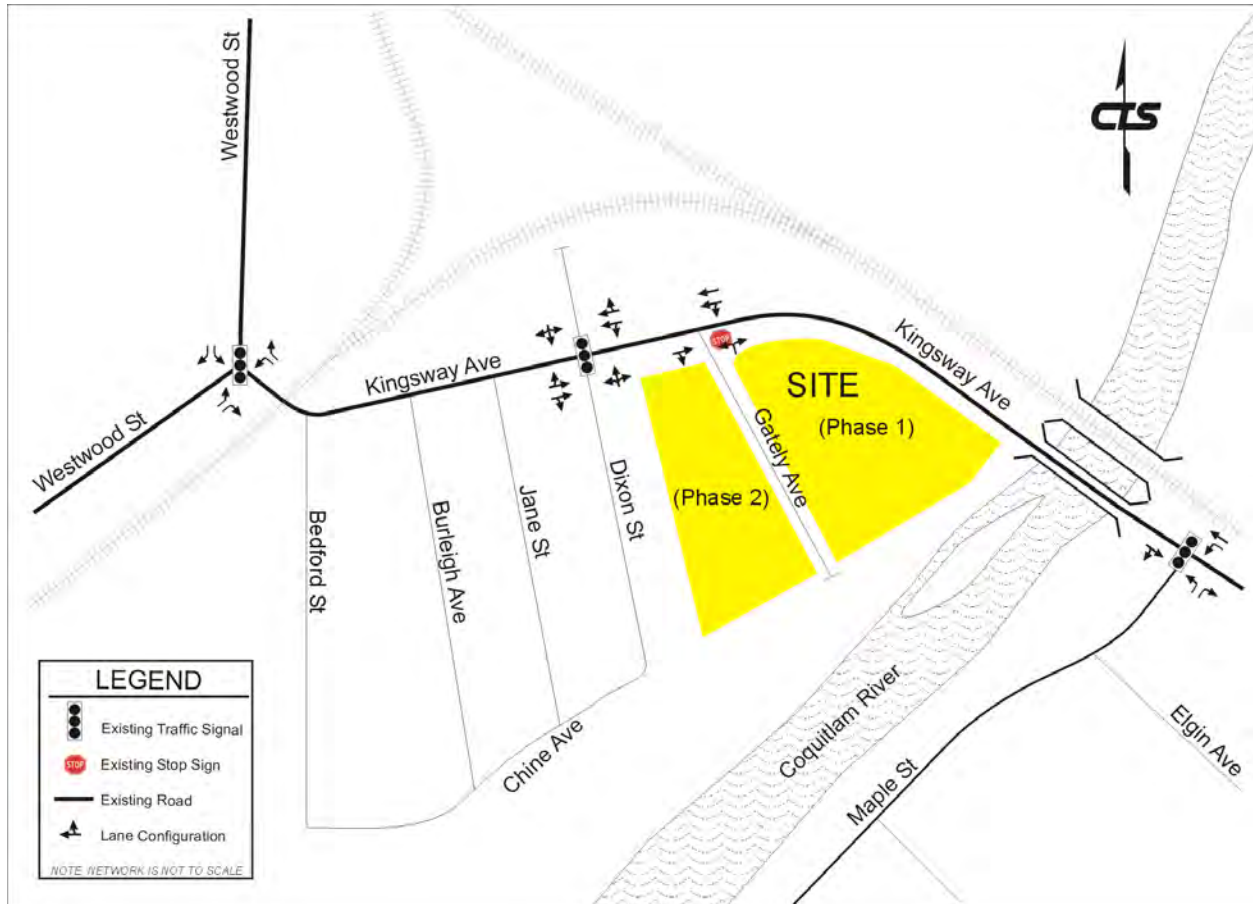 Westwood St
CTS
Kingsway Ave
Kingsway Ave
STOP
SITE
(Phase 1)
Westwood St
Gately Ave
(Phase 2)
Dixon St
Jane St
Burleigh Ave
Bedford St
Chine Ave
Coquitlam River
Maple St
Elgin Ave
LEGEND
Existing Traffic Signal
STOP
Existing Stop Sign
Existing Road
Lane Configuration
NOTE: NETWORK IS NOT TO SCALE